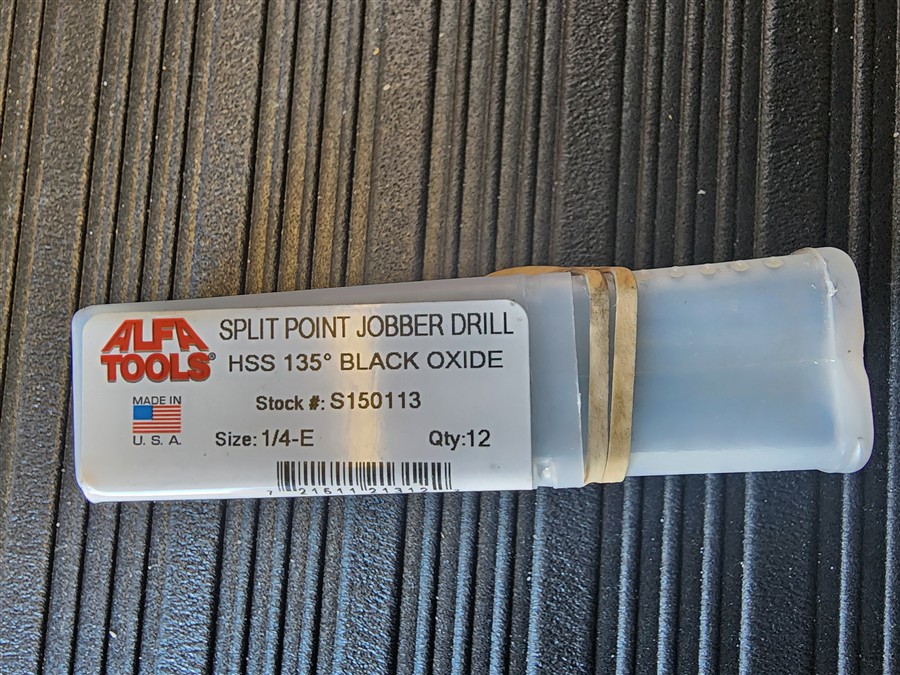 ALFA
TOOLS®
SPLIT POINT JOBBER DRILL
HSS 135° BLACK OXIDE
Stock #: S150113
MADE IN
U. S. A.
Size: 1/4-E
Qty:12